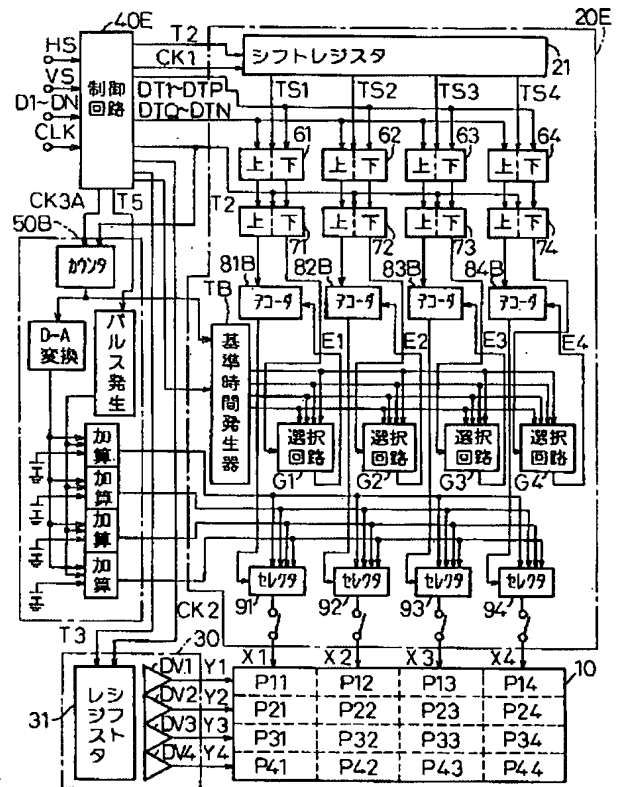 40E
20E
HS
VS
D1~DN
CLK
制御回路
T2
CK1
シフトレジスタ
21
TS1 TS2 TS3 TS4
DT1~DTP
DTQ~DTN
61 62 63 64
上 下 上 下 上 下 上 下
CK3A T5
T2
上 下 上 下 上 下 上 下
71 72 73 74
50B
カウンタ
81B 82B 83B 84B
デコーダ デコーダ デコーダ デコーダ
TB
D-A変換
パルス発生
基準時間発生器
E1 E2 E3 E4
選択回路 選択回路 選択回路 選択回路
G1 G2 G3 G4
加算
加算
加算
加算
セレクタ セレクタ セレクタ セレクタ
91 92 93 94
CK2
T3
30
X1 X2 X3 X4
10
31
シフトレジスタ
DV1 Y1
DV2 Y2
DV3 Y3
DV4 Y4
P11 P12 P13 P14
P21 P22 P23 P24
P31 P32 P33 P34
P41 P42 P43 P44